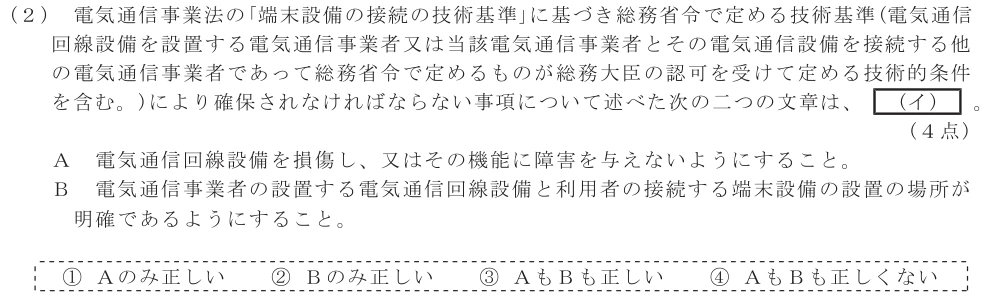 (2) 電気通信事業法の「端末設備の接続の技術基準」に基づき総務省令で定める技術基準(電気通信
回線設備を設置する電気通信事業者又は当該電気通信事業者とその電気通信設備を接続する他
の電気通信事業者であって総務省令で定めるものが総務大臣の認可を受けて定める技術的条件
を含む。)により確保されなければならない事項について述べた次の二つの文章は、 (イ) 。
(4点)
A 電気通信回線設備を損傷し、又はその機能に障害を与えないようにすること。
B 電気通信事業者の設置する電気通信回線設備と利用者の接続する端末設備の設置の場所が
明確であるようにすること。
① Aのみ正しい ② Bのみ正しい ③ AもBも正しい ④ AもBも正しくない